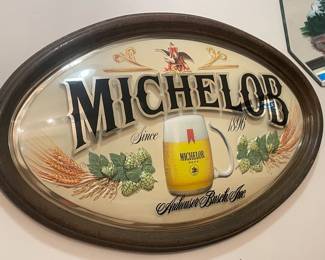 MICHELOB
Since 1896
MICHELOB
Anheuser Busch, Inc.